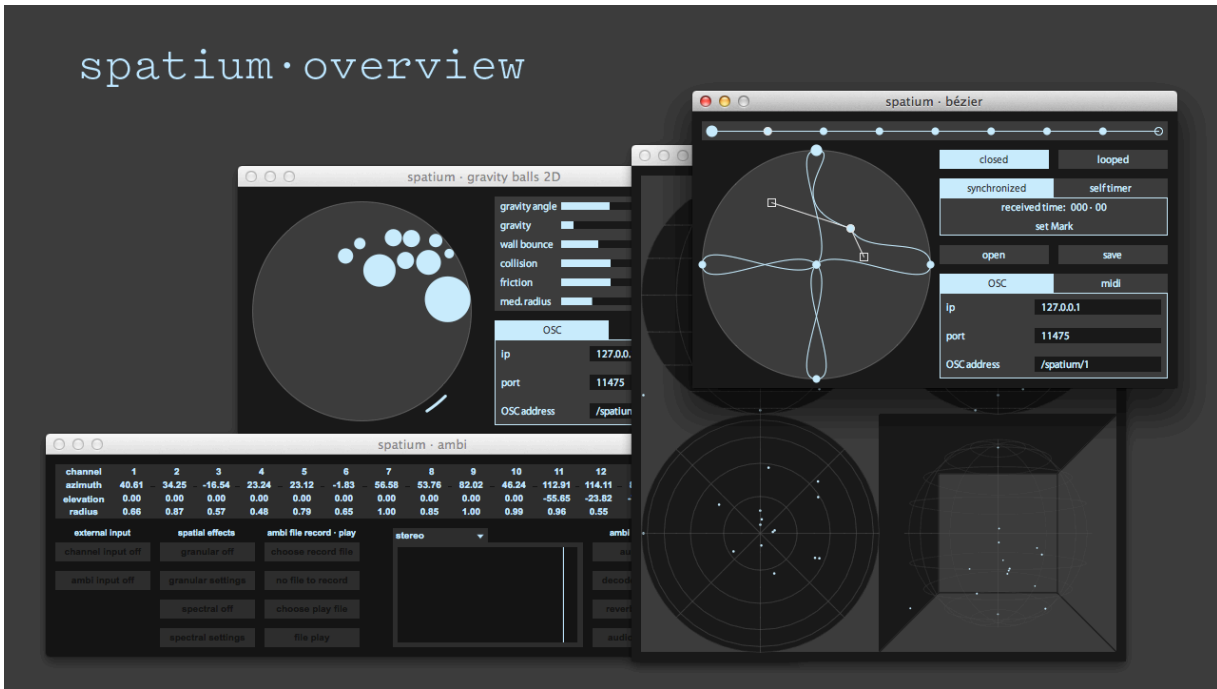 spatium·overview
spatium · bézier
closed looped
synchronized self timer
received time: 000 - 00
set Mark
open save
OSC midi
ip 127.0.0.1
port 11475
OSC address /spatium/1
spatium · gravity balls 2D
gravity angle
gravity
wall bounce
collision
friction
med. radius
OSC
ip 127.0.0.
port 11475
OSC address /spatiun
spatium · ambi
channel 1 2 3 4 5 6 7 8 9 10 11 12
azimuth 40.61 34.25 -16.54 23.24 23.12 -1.83 56.58 53.76 82.02 46.24 112.91 114.11
elevation 0.00 0.00 0.00 0.00 0.00 0.00 0.00 0.00 0.00 0.00 -55.65 -23.82
radius 0.66 0.87 0.57 0.48 0.79 0.65 1.00 0.85 1.00 0.99 0.96 0.55
external input spatial effects ambi file record · play stereo ambi
channel input off granular off choose record file au
ambi input off granular settings no file to record decod
spectral off choose play file rever
spectral settings file play audi